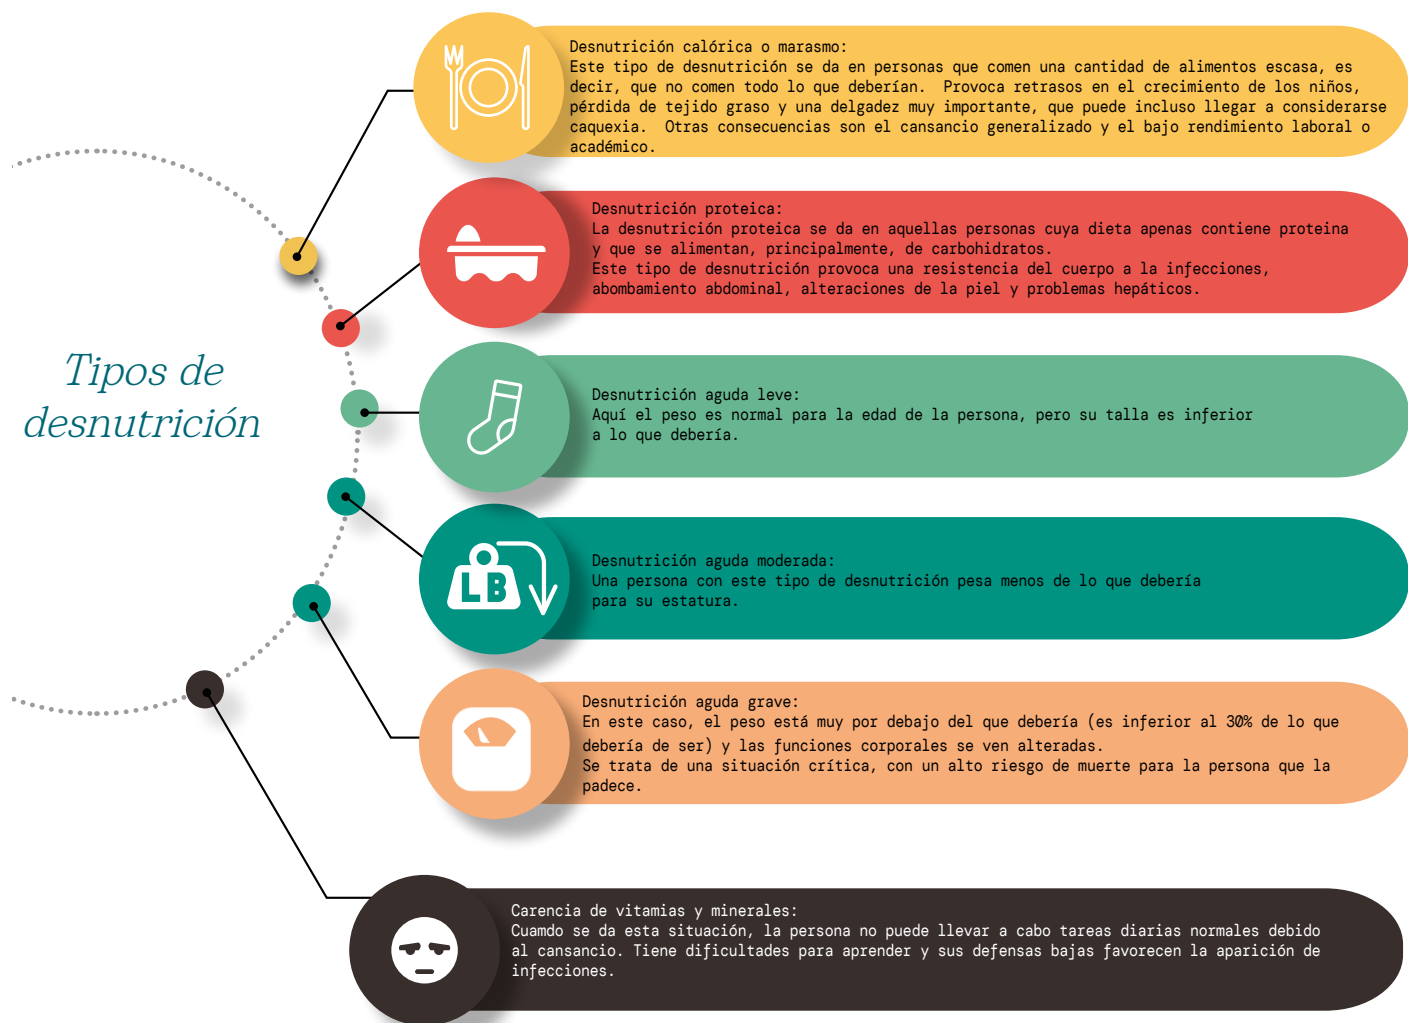 Tipos de
desnutrición
Desnutrición calórica o marasmo:
Este tipo de desnutrición se da en personas que comen una cantidad de alimentos escasa, es
decir, que no comen todo lo que deberían.  Provoca retrasos en el crecimiento de los niños,
pérdida de tejido graso y una delgadez muy importante, que puede incluso llegar a considerarse
caquexia.  Otras consecuencias son el cansancio generalizado y el bajo rendimiento laboral o
académico.
Desnutrición proteica:
La desnutrición proteica se da en aquellas personas cuya dieta apenas contiene proteina
y que se alimentan, principalmente, de carbohidratos.
Este tipo de desnutrición provoca una resistencia del cuerpo a la infecciones,
abombamiento abdominal, alteraciones de la piel y problemas hepáticos.
Desnutrición aguda leve:
Aquí el peso es normal para la edad de la persona, pero su talla es inferior
a lo que debería.
LB
Desnutrición aguda moderada:
Una persona con este tipo de desnutrición pesa menos de lo que debería
para su estatura.
Desnutrición aguda grave:
En este caso, el peso está muy por debajo del que debería (es inferior al 30% de lo que
debería de ser) y las funciones corporales se ven alteradas.
Se trata de una situación crítica, con un alto riesgo de muerte para la persona que la
padece.
Carencia de vitamias y minerales:
Cuamdo se da esta situación, la persona no puede llevar a cabo tareas diarias normales debido
al cansancio. Tiene dificultades para aprender y sus defensas bajas favorecen la aparición de
infecciones.